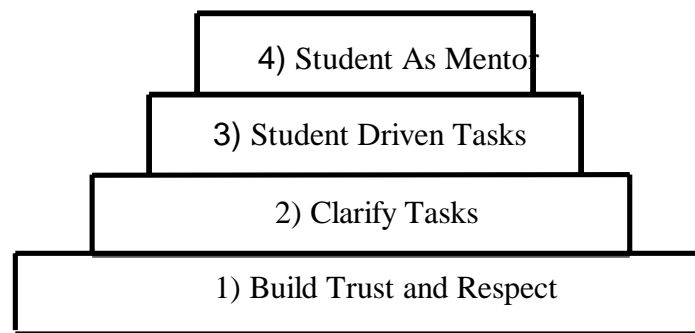 4) Student As Mentor
3) Student Driven Tasks
2) Clarify Tasks
1) Build Trust and Respect